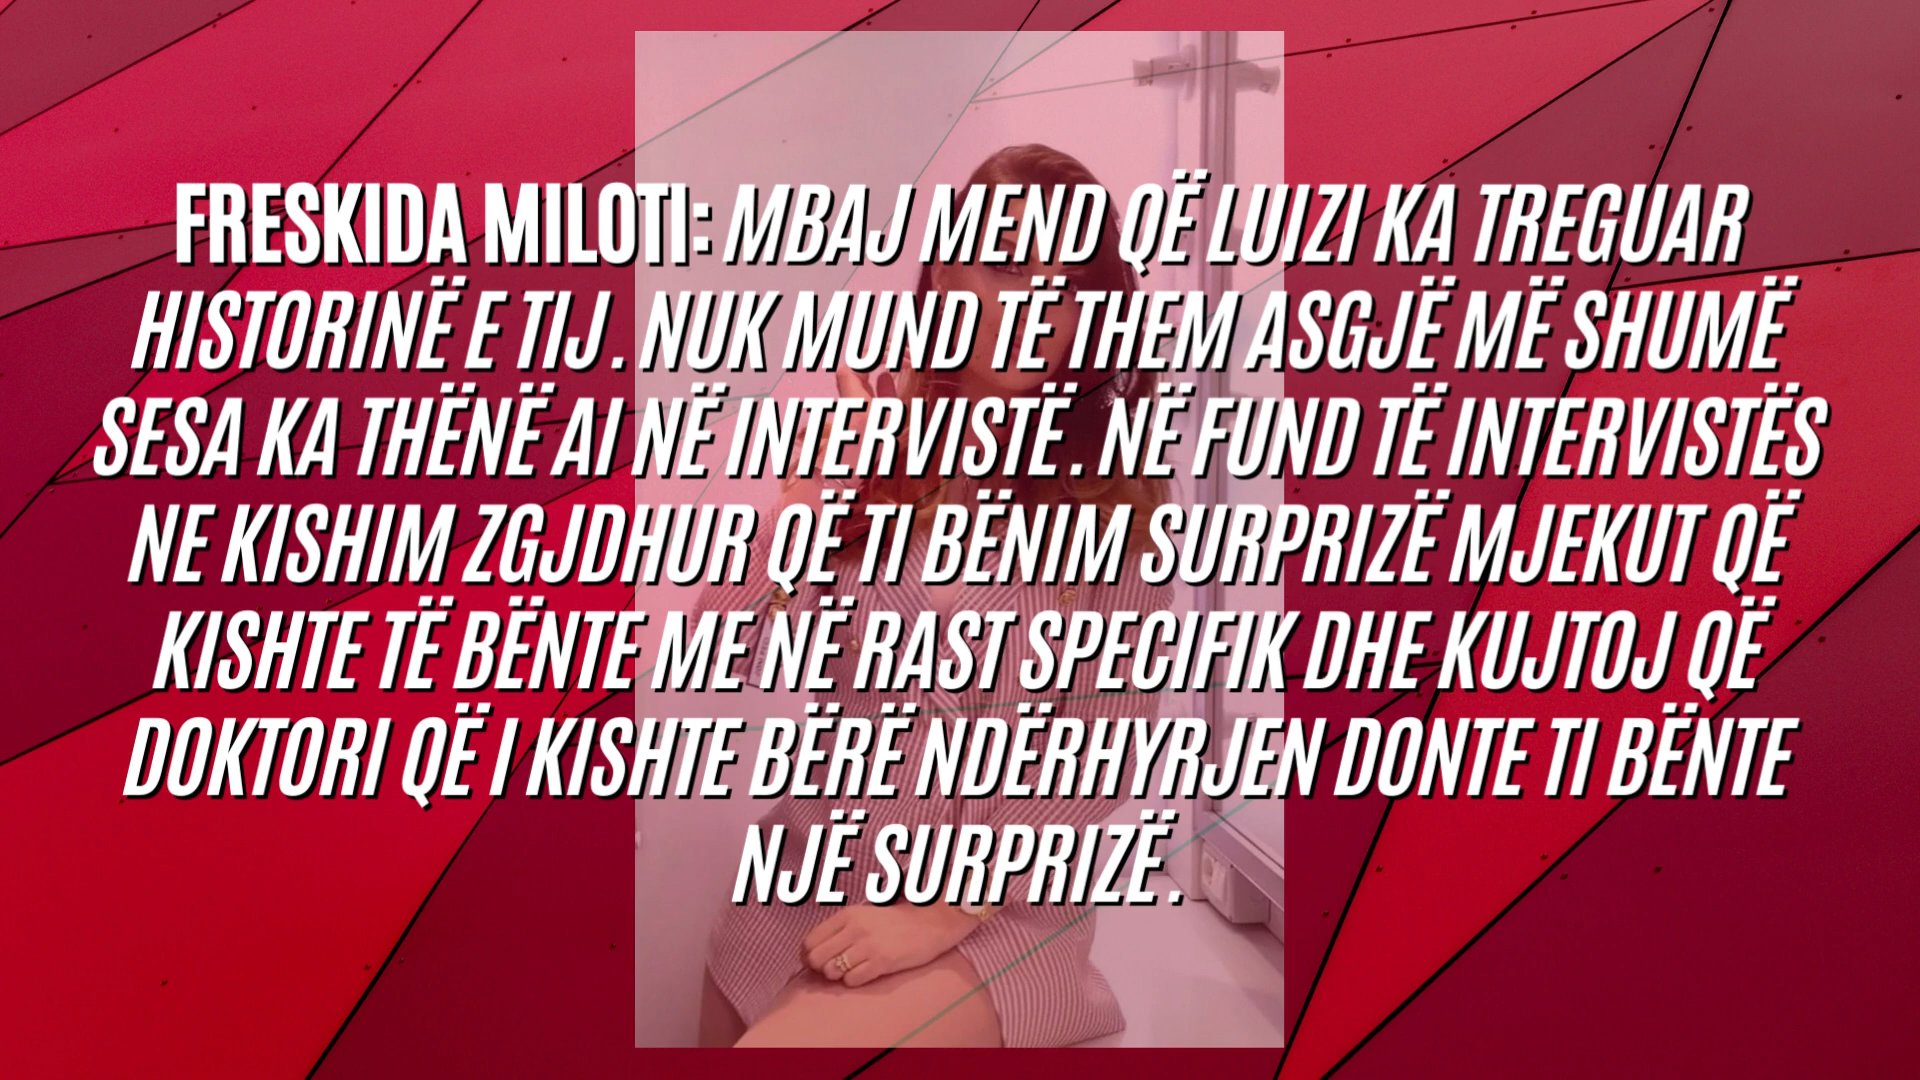 FRESKIDA MILOTI: MBAJ MEND QË LUIZI KA TREGUAR
HISTORINË E TIJ. NUK MUND TË THEM ASGJË MË SHUMË
SESA KA THËNË AI NË INTERVISTË. NË FUND TË INTERVISTËS
NE KISHIM ZGJDHUR QË TI BËNIM SURPRIZË MJEKUT QË
KISHTE TË BËNTE ME NË RAST SPECIFIK DHE KUJTOJ QË
DOKTORI QË I KISHTE BËRË NDËRHYRJEN DONTE TI BËNTE
NJË SURPRIZË.